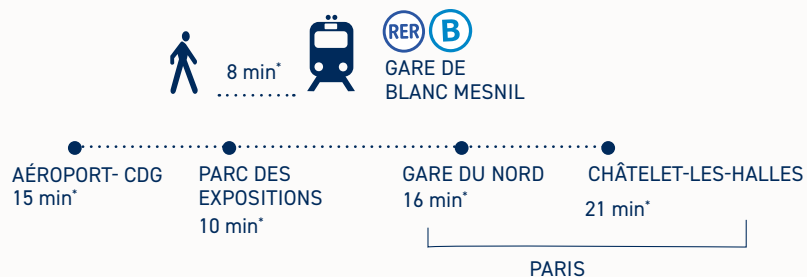 RER B
8 min*
GARE DE
BLANC MESNIL
AÉROPORT- CDG
15 min*
PARC DES
EXPOSITIONS
10 min*
GARE DU NORD
16 min*
CHÂTELET-LES-HALLES
21 min*
PARIS